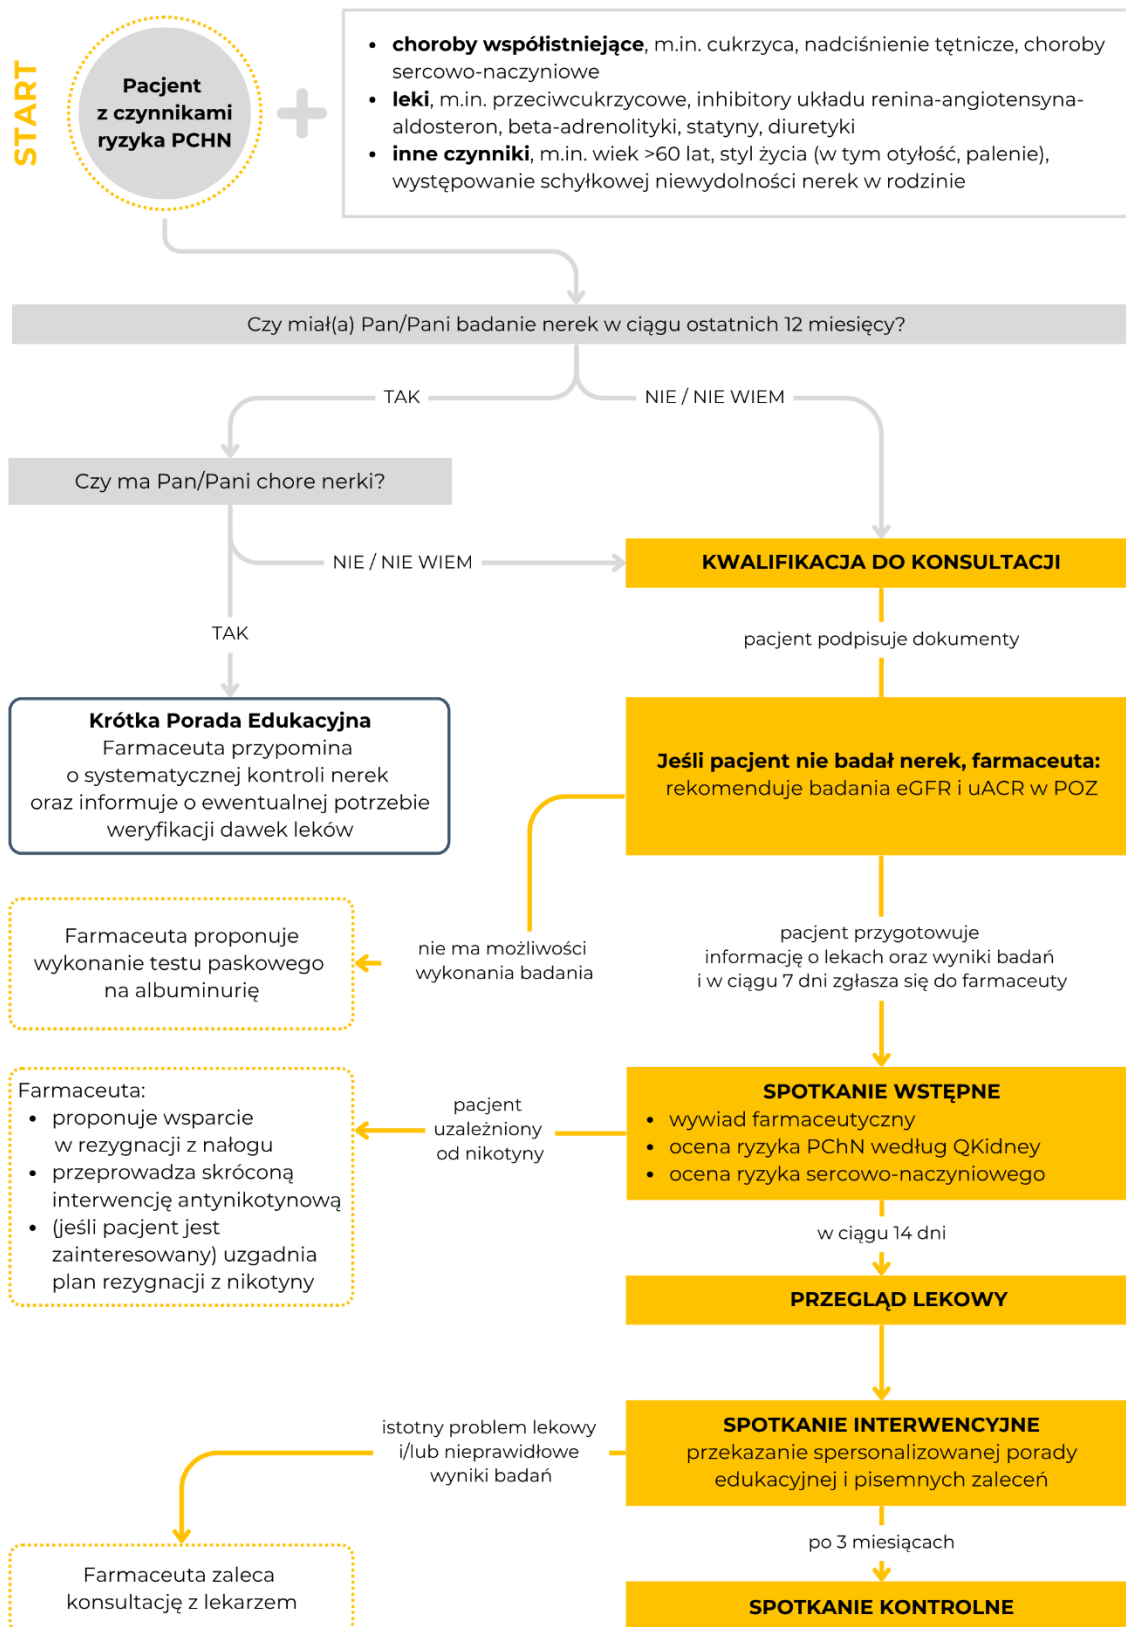 START
Pacjent
z czynnikami
ryzyka PCHN
• choroby współistniejące, m.in. cukrzyca, nadciśnienie tętnicze, choroby
sercowo-naczyniowe
• leki, m.in. przeciwcukrzycowe, inhibitory układu renina-angiotensyna-
aldosteron, beta-adrenolityki, statyny, diuretyki
• inne czynniki, m.in. wiek >60 lat, styl życia (w tym otyłość, palenie),
występowanie schyłkowej niewydolności nerek w rodzinie
Czy miał(a) Pan/Pani badanie nerek w ciągu ostatnich 12 miesięcy?
TAK
NIE / NIE WIEM
Czy ma Pan/Pani chore nerki?
NIE / NIE WIEM
KWALIFIKACJA DO KONSULTACJI
TAK
pacjent podpisuje dokumenty
Krótka Porada Edukacyjna
Farmaceuta przypomina
o systematycznej kontroli nerek
oraz informuje o ewentualnej potrzebie
weryfikacji dawek leków
Jeśli pacjent nie badał nerek, farmaceuta:
rekomenduje badania eGFR i uACR w POZ
Farmaceuta proponuje
wykonanie testu paskowego
na albuminurię
nie ma możliwości
wykonania badania
pacjent przygotowuje
informację o lekach oraz wyniki badań
i w ciągu 7 dni zgłasza się do farmaceuty
Farmaceuta:
• proponuje wsparcie
w rezygnacji z nałogu
• przeprowadza skróconą
interwencję antynikotynową
• (jeśli pacjent jest
zainteresowany) uzgadnia
plan rezygnacji z nikotyny
pacjent
uzależniony
od nikotyny
SPOTKANIE WSTĘPNE
• wywiad farmaceutyczny
• ocena ryzyka PChN według QKidney
• ocena ryzyka sercowo-naczyniowego
w ciągu 14 dni
PRZEGLĄD LEKOWY
istotny problem lekowy
i/lub nieprawidłowe
wyniki badań
SPOTKANIE INTERWENCYJNE
przekazanie spersonalizowanej porady
edukacyjnej i pisemnych zaleceń
po 3 miesiącach
Farmaceuta zaleca
konsultację z lekarzem
SPOTKANIE KONTROLNE